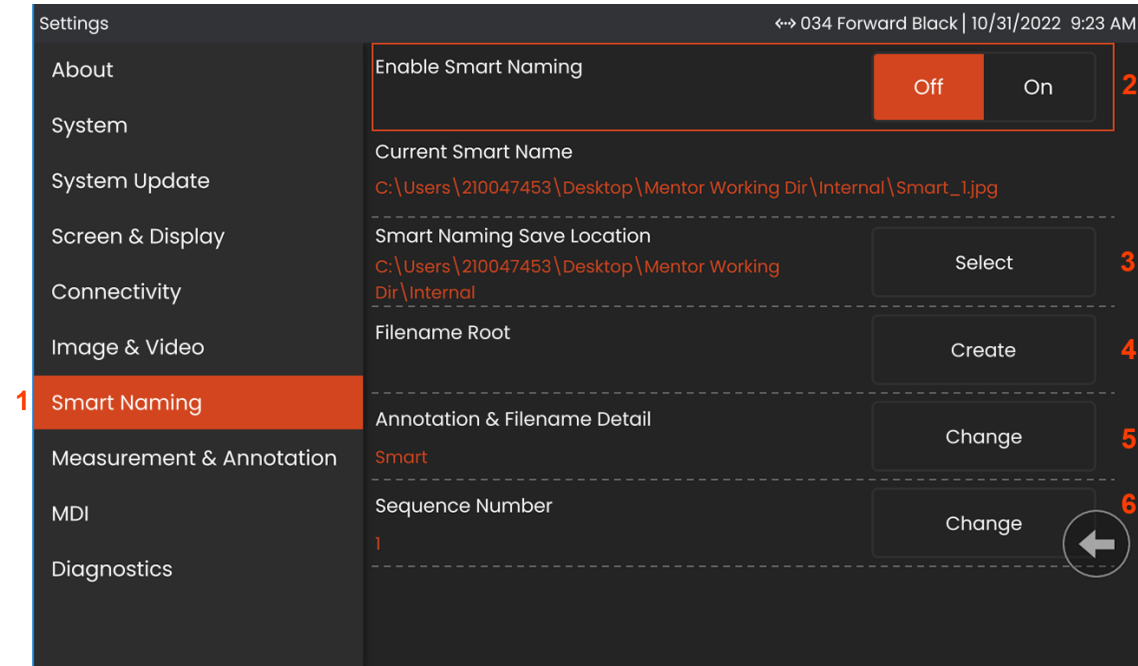 Settings
034 Forward Black | 10/31/2022 9:23 AM
About
System
System Update
Screen & Display
Connectivity
Image & Video
1
Smart Naming
Measurement & Annotation
MDI
Diagnostics
Enable Smart Naming
Off
On
2
Current Smart Name
C:\Users\210047453\Desktop\Mentor Working Dir\Internal\Smart_1.jpg
Smart Naming Save Location
C:\Users\210047453\Desktop\Mentor Working
Dir\Internal
Select
3
Filename Root
Create
4
Annotation & Filename Detail
Smart
Change
5
Sequence Number
1
Change
6